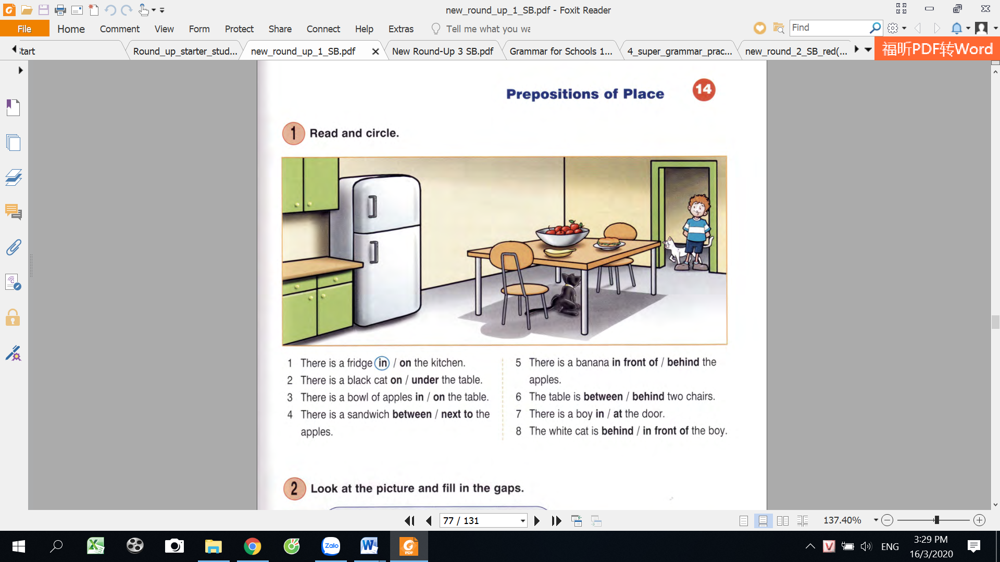 new_round_up_1_SB.pdf - Foxit Reader
File Home Comment View Form Protect Share Connect Help Extras Tell me what you wa Find
Start Round_up_starter_stud... new_round_up_1_SB.pdf New Round-Up 3 SB.pdf Grammar for Schools 1... 4_super_grammar_prac... new_round_2_SB_red(... 福昕PDF转Word
Prepositions of Place 14
1 Read and circle.
1 There is a fridge in / on the kitchen.
2 There is a black cat on / under the table.
3 There is a bowl of apples in / on the table.
4 There is a sandwich between / next to the
apples.
5 There is a banana in front of / behind the
apples.
6 The table is between / behind two chairs.
7 There is a boy in / at the door.
8 The white cat is behind / in front of the boy.
2 Look at the picture and fill in the gaps.
77 / 131 137.40%
Zalo PDF ENG 3:29 PM
16/3/2020